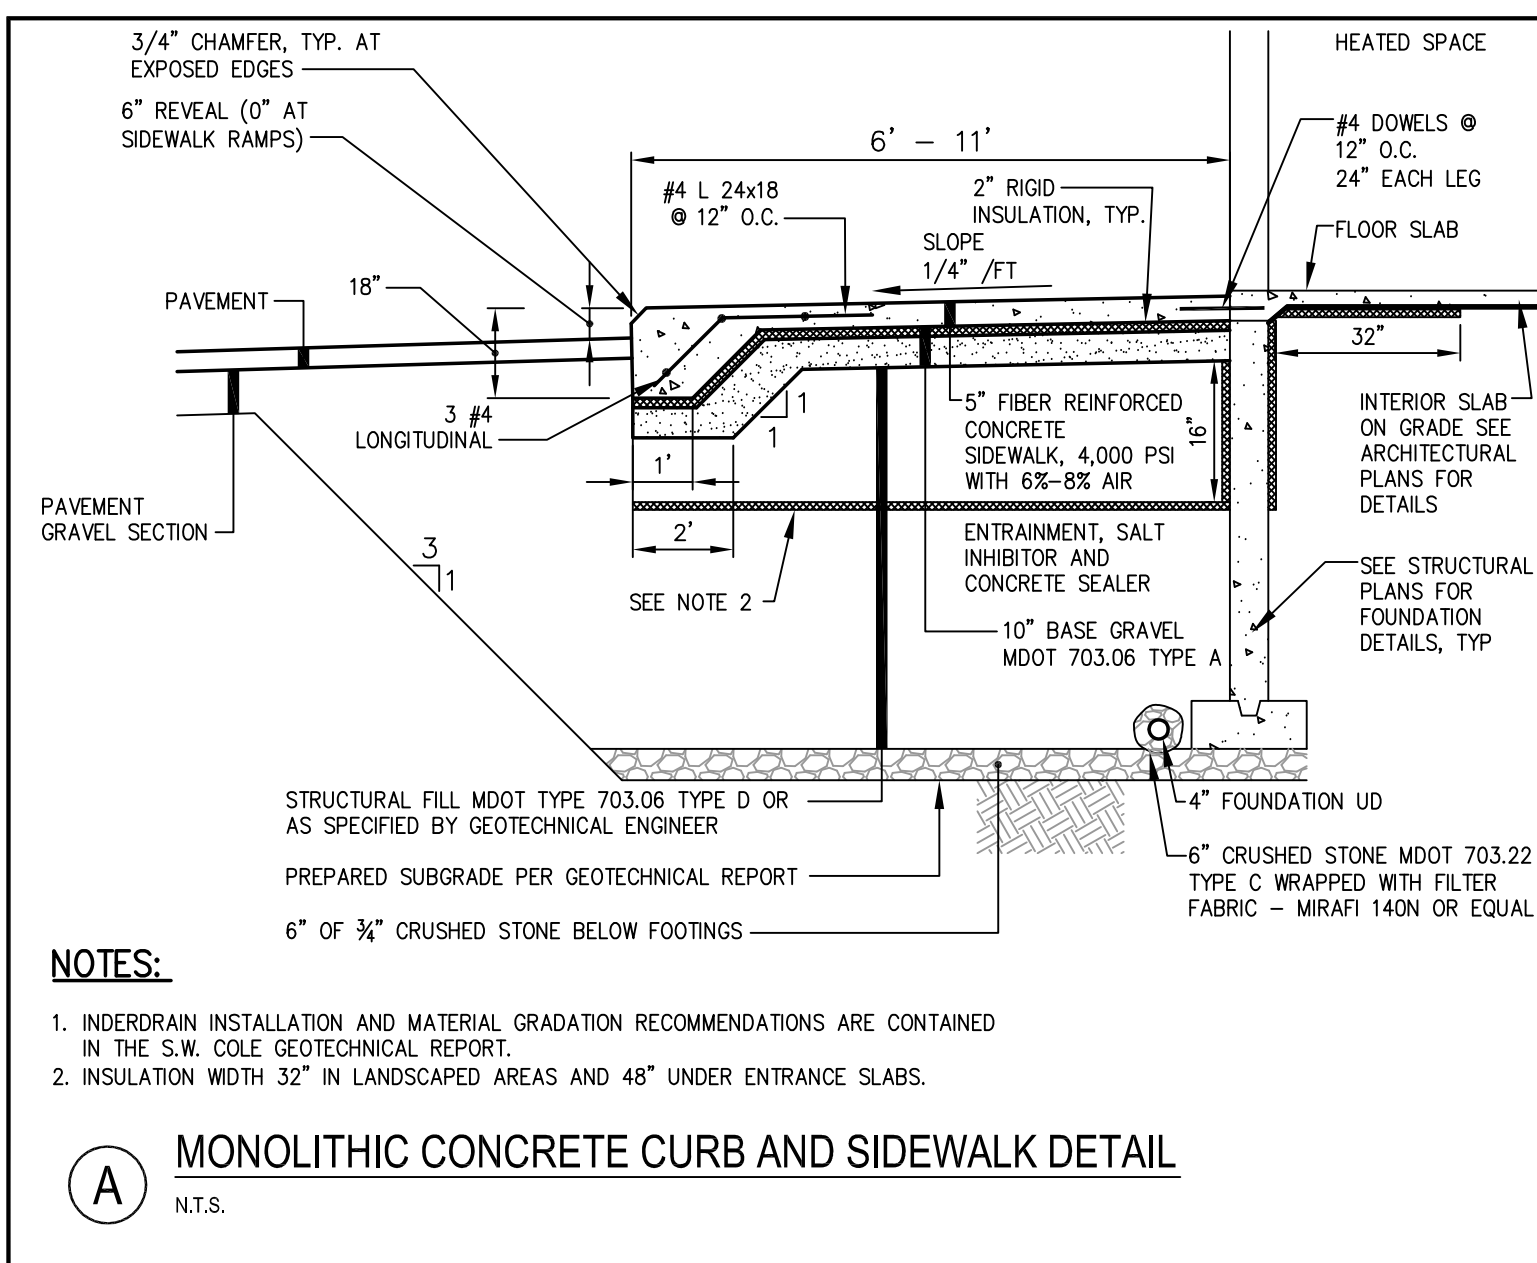 3/4" CHAMFER, TYP. AT
EXPOSED EDGES
6" REVEAL (0" AT
SIDEWALK RAMPS)
HEATED SPACE
6' – 11'
#4 DOWELS @
12" O.C.
24" EACH LEG
#4 L 24x18
@ 12" O.C.
2" RIGID
INSULATION, TYP.
SLOPE
1/4" /FT
FLOOR SLAB
18"
PAVEMENT
32"
3 #4
LONGITUDINAL
1
1
1'
5" FIBER REINFORCED
CONCRETE
SIDEWALK, 4,000 PSI
WITH 6%–8% AIR
16"
INTERIOR SLAB
ON GRADE SEE
ARCHITECTURAL
PLANS FOR
DETAILS
PAVEMENT
GRAVEL SECTION
2'
3
1
ENTRAINMENT, SALT
INHIBITOR AND
CONCRETE SEALER
SEE NOTE 2
SEE STRUCTURAL
PLANS FOR
FOUNDATION
DETAILS, TYP
10" BASE GRAVEL
MDOT 703.06 TYPE A
STRUCTURAL FILL MDOT TYPE 703.06 TYPE D OR
AS SPECIFIED BY GEOTECHNICAL ENGINEER
4" FOUNDATION UD
PREPARED SUBGRADE PER GEOTECHNICAL REPORT
6" CRUSHED STONE MDOT 703.22
TYPE C WRAPPED WITH FILTER
FABRIC – MIRAFI 140N OR EQUAL
6" OF ¾" CRUSHED STONE BELOW FOOTINGS
NOTES:
1. INDERDRAIN INSTALLATION AND MATERIAL GRADATION RECOMMENDATIONS ARE CONTAINED
IN THE S.W. COLE GEOTECHNICAL REPORT.
2. INSULATION WIDTH 32" IN LANDSCAPED AREAS AND 48" UNDER ENTRANCE SLABS.
A
MONOLITHIC CONCRETE CURB AND SIDEWALK DETAIL
N.T.S.